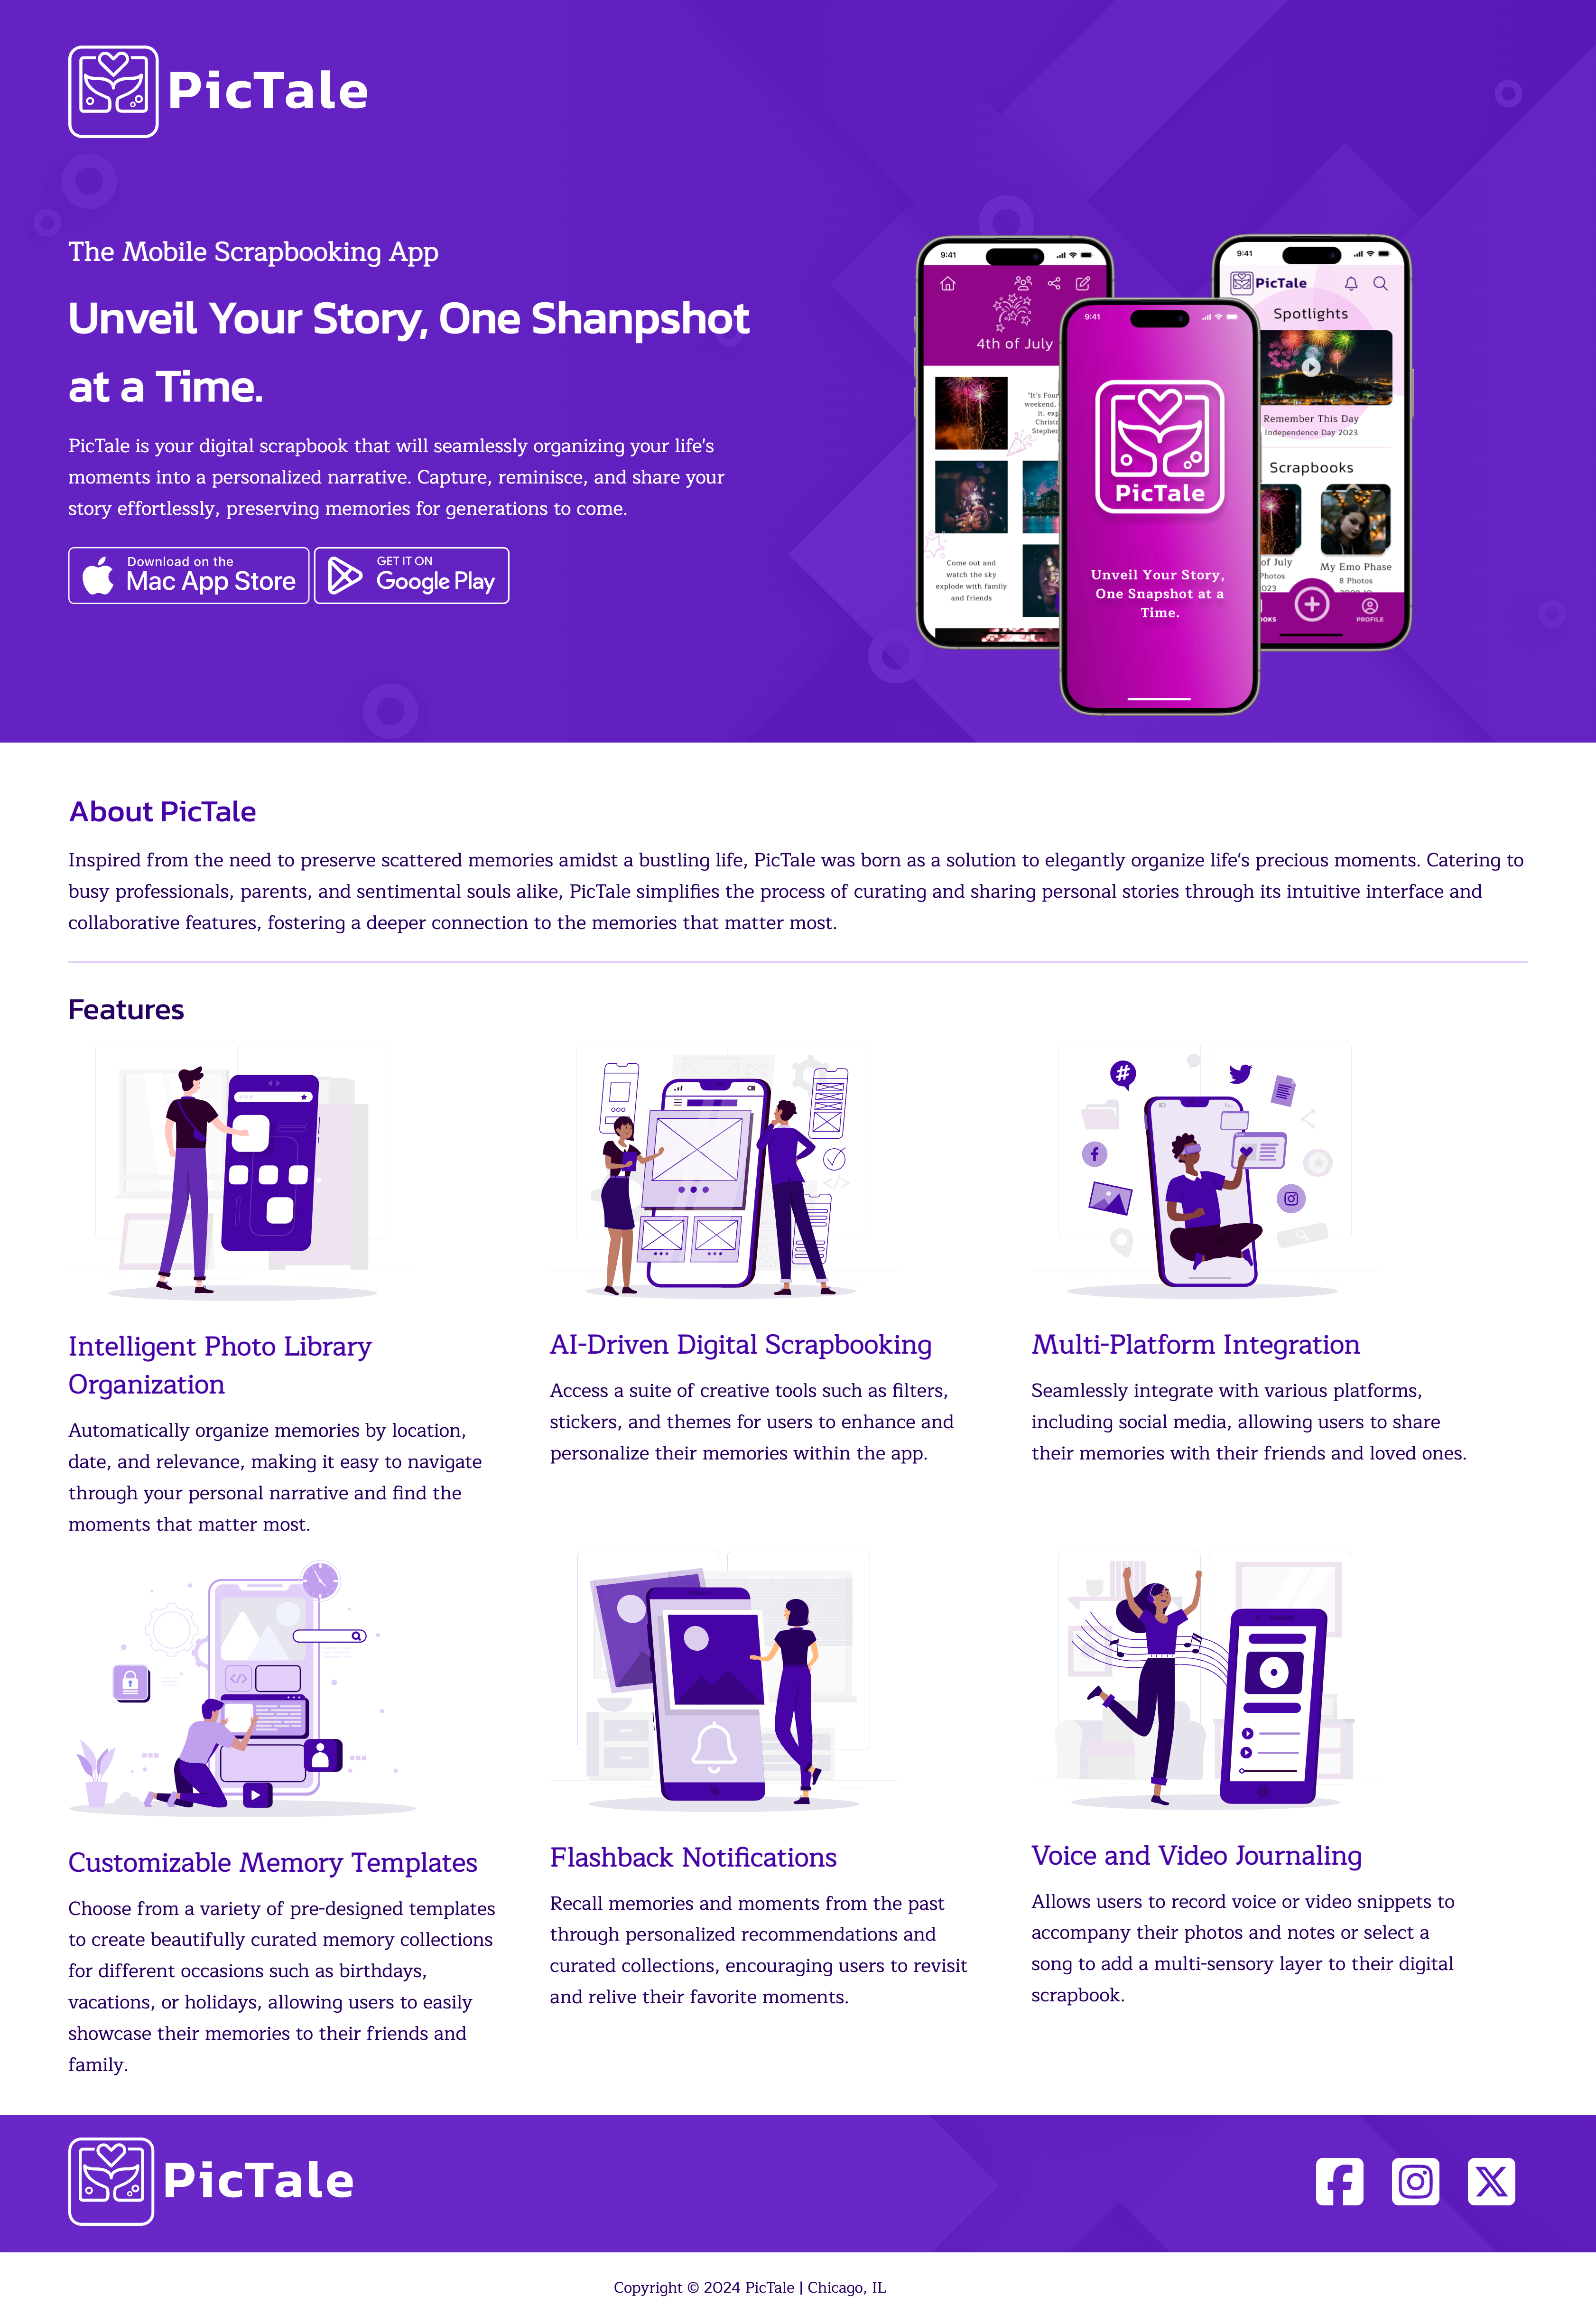 PicTale
The Mobile Scrapbooking App
Unveil Your Story, One Shanpshot
at a Time.
PicTale is your digital scrapbook that will seamlessly organizing your life's
moments into a personalized narrative. Capture, reminisce, and share your
story effortlessly, preserving memories for generations to come.
Download on the
Mac App Store
GET IT ON
Google Play
9:41
4th of July
"It's Four
weekend,
it, exp
Christ
Stephen
Come out and
watch the sky
explode with family
and friends
9:41
PicTale
Unveil Your Story,
One Snapshot at a
Time.
9:41
PicTale
Spotlights
Remember This Day
Independence Day 2023
Scrapbooks
of July
Photos
023
My Emo Phase
8 Photos
OOKS
PROFILE
About PicTale
Inspired from the need to preserve scattered memories amidst a bustling life, PicTale was born as a solution to elegantly organize life's precious moments. Catering to
busy professionals, parents, and sentimental souls alike, PicTale simplifies the process of curating and sharing personal stories through its intuitive interface and
collaborative features, fostering a deeper connection to the memories that matter most.
Features
Intelligent Photo Library
Organization
Automatically organize memories by location,
date, and relevance, making it easy to navigate
through your personal narrative and find the
moments that matter most.
AI-Driven Digital Scrapbooking
Access a suite of creative tools such as filters,
stickers, and themes for users to enhance and
personalize their memories within the app.
Multi-Platform Integration
Seamlessly integrate with various platforms,
including social media, allowing users to share
their memories with their friends and loved ones.
Customizable Memory Templates
Choose from a variety of pre-designed templates
to create beautifully curated memory collections
for different occasions such as birthdays,
vacations, or holidays, allowing users to easily
showcase their memories to their friends and
family.
Flashback Notifications
Recall memories and moments from the past
through personalized recommendations and
curated collections, encouraging users to revisit
and relive their favorite moments.
Voice and Video Journaling
Allows users to record voice or video snippets to
accompany their photos and notes or select a
song to add a multi-sensory layer to their digital
scrapbook.
PicTale
Copyright © 2024 PicTale | Chicago, IL